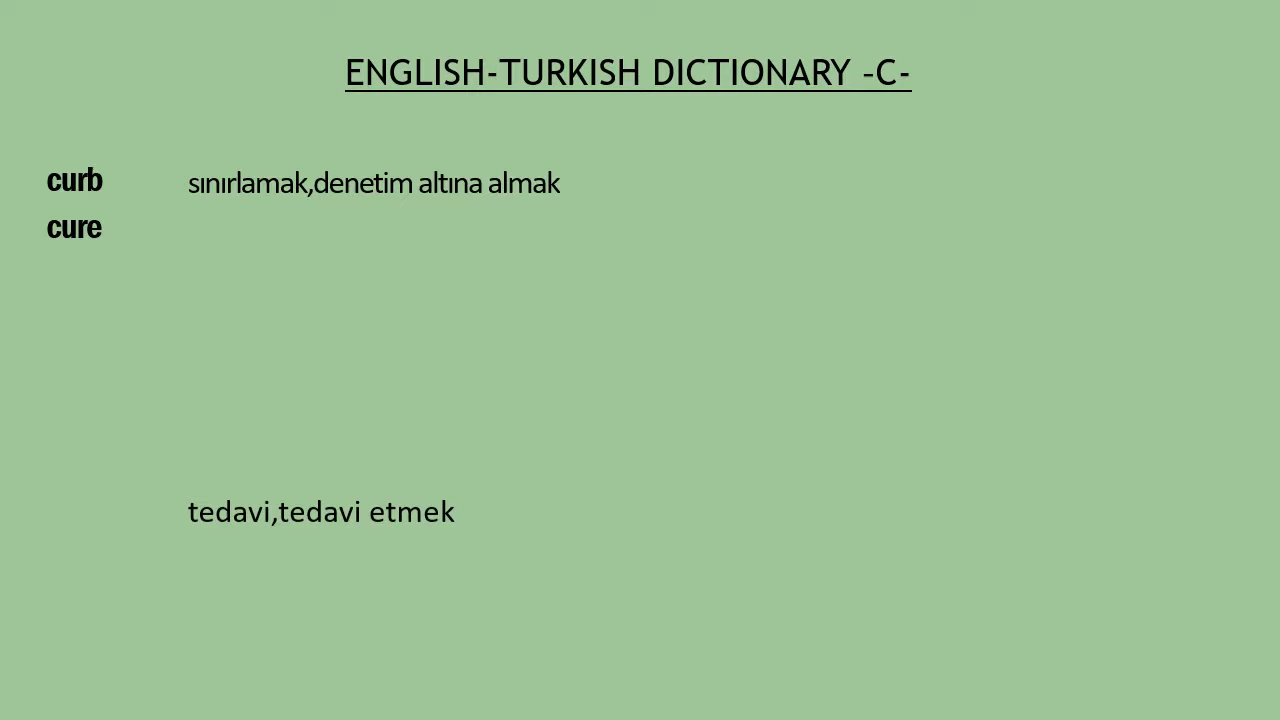 ENGLISH-TURKISH DICTIONARY –C-
curb sınırlamak,denetim altına almak
cure
tedavi,tedavi etmek